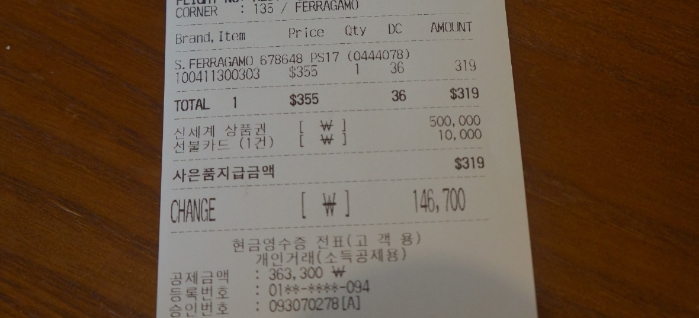 CORNER : 135 / FERRAGAMO
Brand, Item Price Qty DC AMOUNT
S. FERRAGAMO 678648 PS17 (0444078)
100411300303 $355 1 36 319
TOTAL 1 $355 36 $319
신세계 상품권 [ ₩ ] 500,000
선불카드 (1건) [ ₩ ] 10,000
사은품지급금액 $319
CHANGE [ ₩ ] 146,700
현금영수증 전표(고 객 용)
개인거래(소득공제용)
공제금액 : 363,300 ₩
등록번호 : 01**-****-094
승인번호 : 093070278[A]